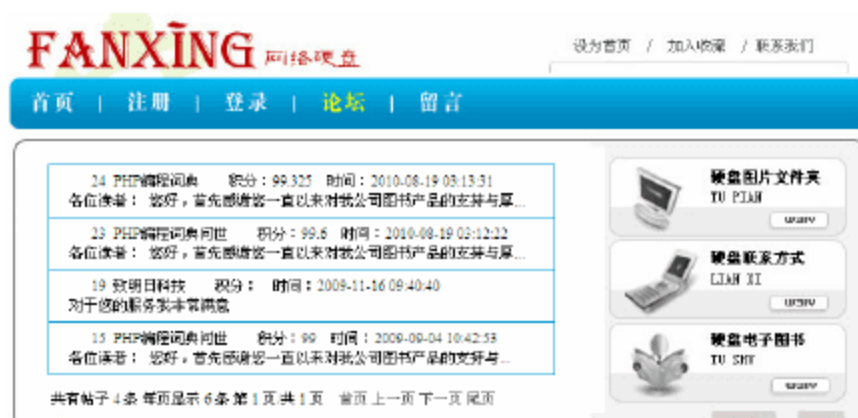 FANXĪNG 网络硬盘
设为首页 / 加入收藏 / 联系我们
首页 | 注册 | 登录 | 论坛 | 留言
24 PHP编程词典 积分：99.325 时间：2010-08-19 03:13:31
各位读者： 您好，首先感谢您一直以来对我公司图书产品的支持与厚...
23 PHP编程词典问世 积分：99.6 时间：2010-08-19 03:12:22
各位读者： 您好，首先感谢您一直以来对我公司图书产品的支持与厚...
19 致明日科技 积分： 时间：2009-11-16 09:40:40
对于您的服务我非常满意
15 PHP编程词典问世 积分：99 时间：2009-09-04 10:42:53
各位读者： 您好，首先感谢您一直以来对我公司图书产品的支持与...
共有帖子 4 条 每页显示 6 条 第 1 页 共 1 页 首页 上一页 下一页 尾页
硬盘图片文件夹
TU PIAN
硬盘联系方式
LIAN XI
硬盘电子图书
TU SHU